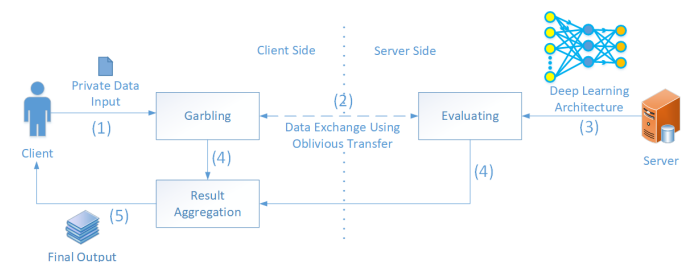 Client Side
Server Side
Private Data
Input
(1)
Client
Garbling
(2)
Data Exchange Using
Oblivious Transfer
Evaluating
Deep Learning
Architecture
(3)
Server
(4)
(4)
Result
Aggregation
(5)
Final Output